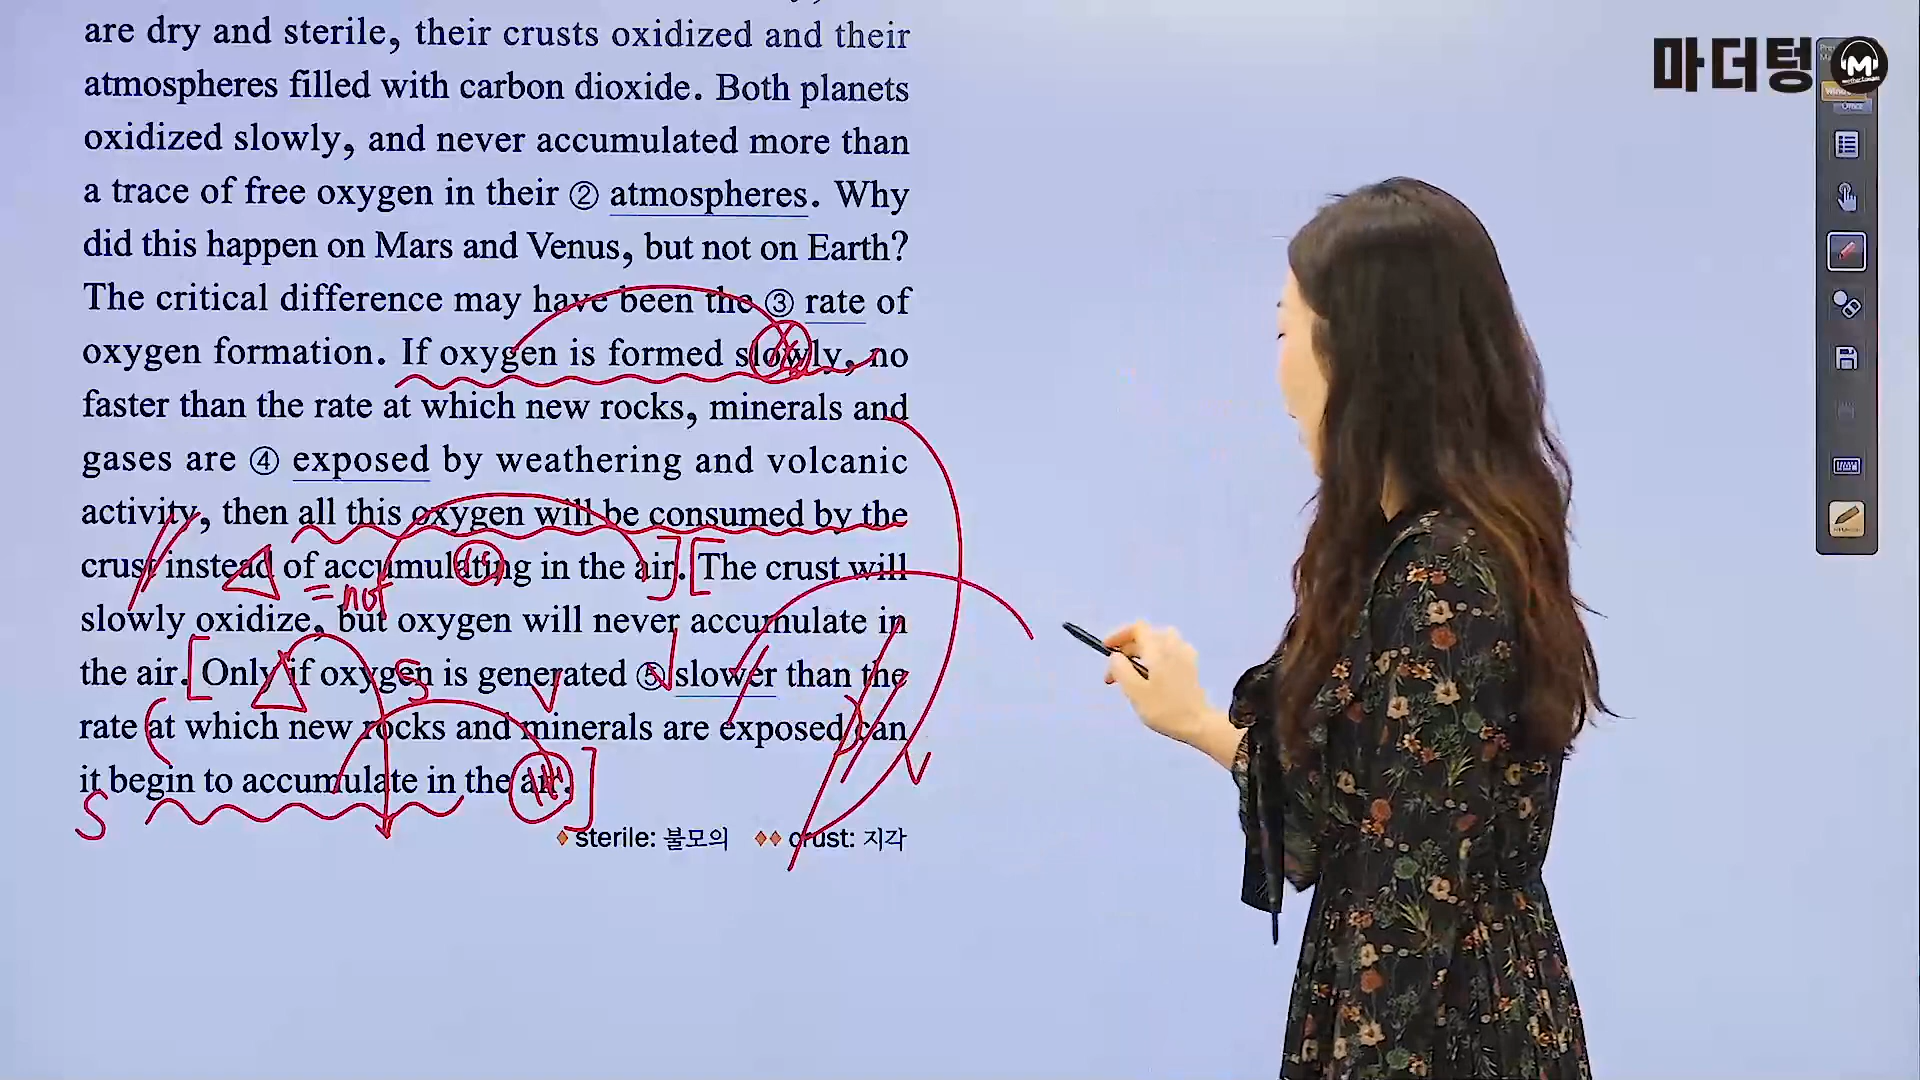 are dry and sterile, their crusts oxidized and their
atmospheres filled with carbon dioxide. Both planets
oxidized slowly, and never accumulated more than
a trace of free oxygen in their ② atmospheres. Why
did this happen on Mars and Venus, but not on Earth?
The critical difference may have been the ③ rate of
oxygen formation. If oxygen is formed slowly, no
faster than the rate at which new rocks, minerals and
gases are ④ exposed by weathering and volcanic
activity, then all this oxygen will be consumed by the
crust instead of accumulating in the air. The crust will
= not
slowly oxidize, but oxygen will never accumulate in
the air. Only if oxygen is generated ⑤ slower than the
S
V
rate at which new rocks and minerals are exposed can
it begin to accumulate in the air.
S
V
sterile: 불모의 crust: 지각
마더텅
M